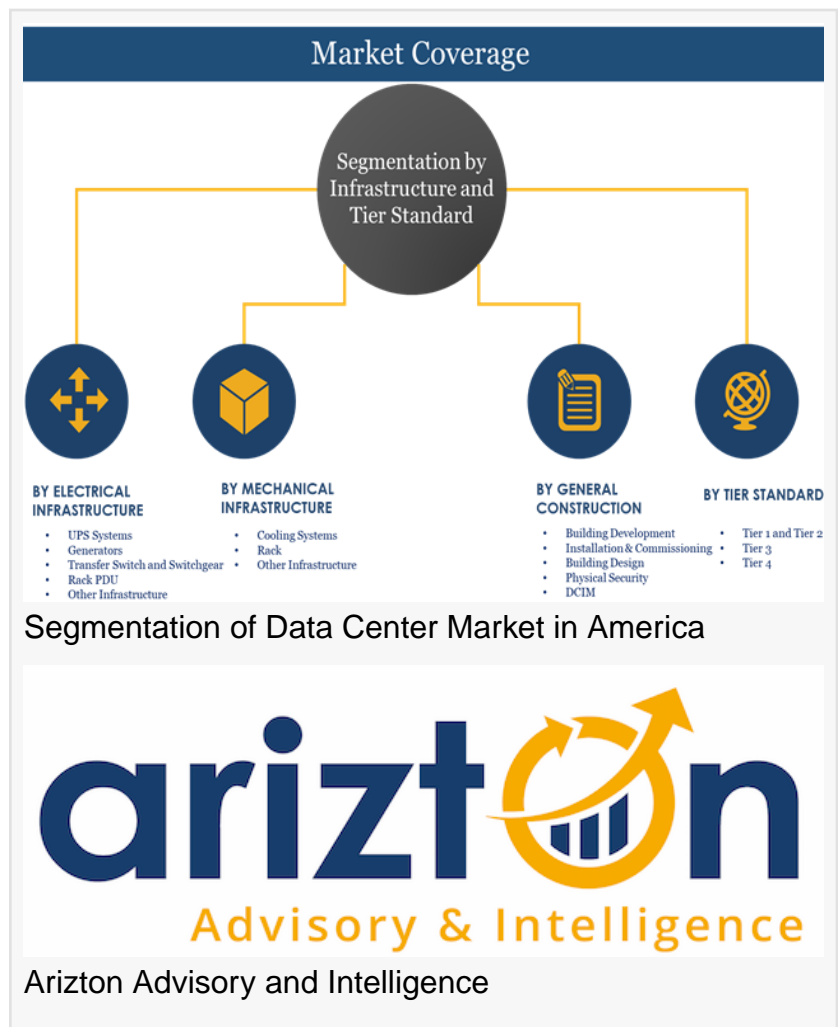 Market Coverage
Segmentation by
Infrastructure and
Tier Standard
BY ELECTRICAL
INFRASTRUCTURE
• UPS Systems
• Generators
• Transfer Switch and Switchgear
• Rack PDU
• Other Infrastructure
BY MECHANICAL
INFRASTRUCTURE
• Cooling Systems
• Rack
• Other Infrastructure
BY GENERAL
CONSTRUCTION
• Building Development
• Installation & Commissioning
• Building Design
• Physical Security
• DCIM
BY TIER STANDARD
• Tier 1 and Tier 2
• Tier 3
• Tier 4
Segmentation of Data Center Market in America
arizton
Advisory & Intelligence
Arizton Advisory and Intelligence